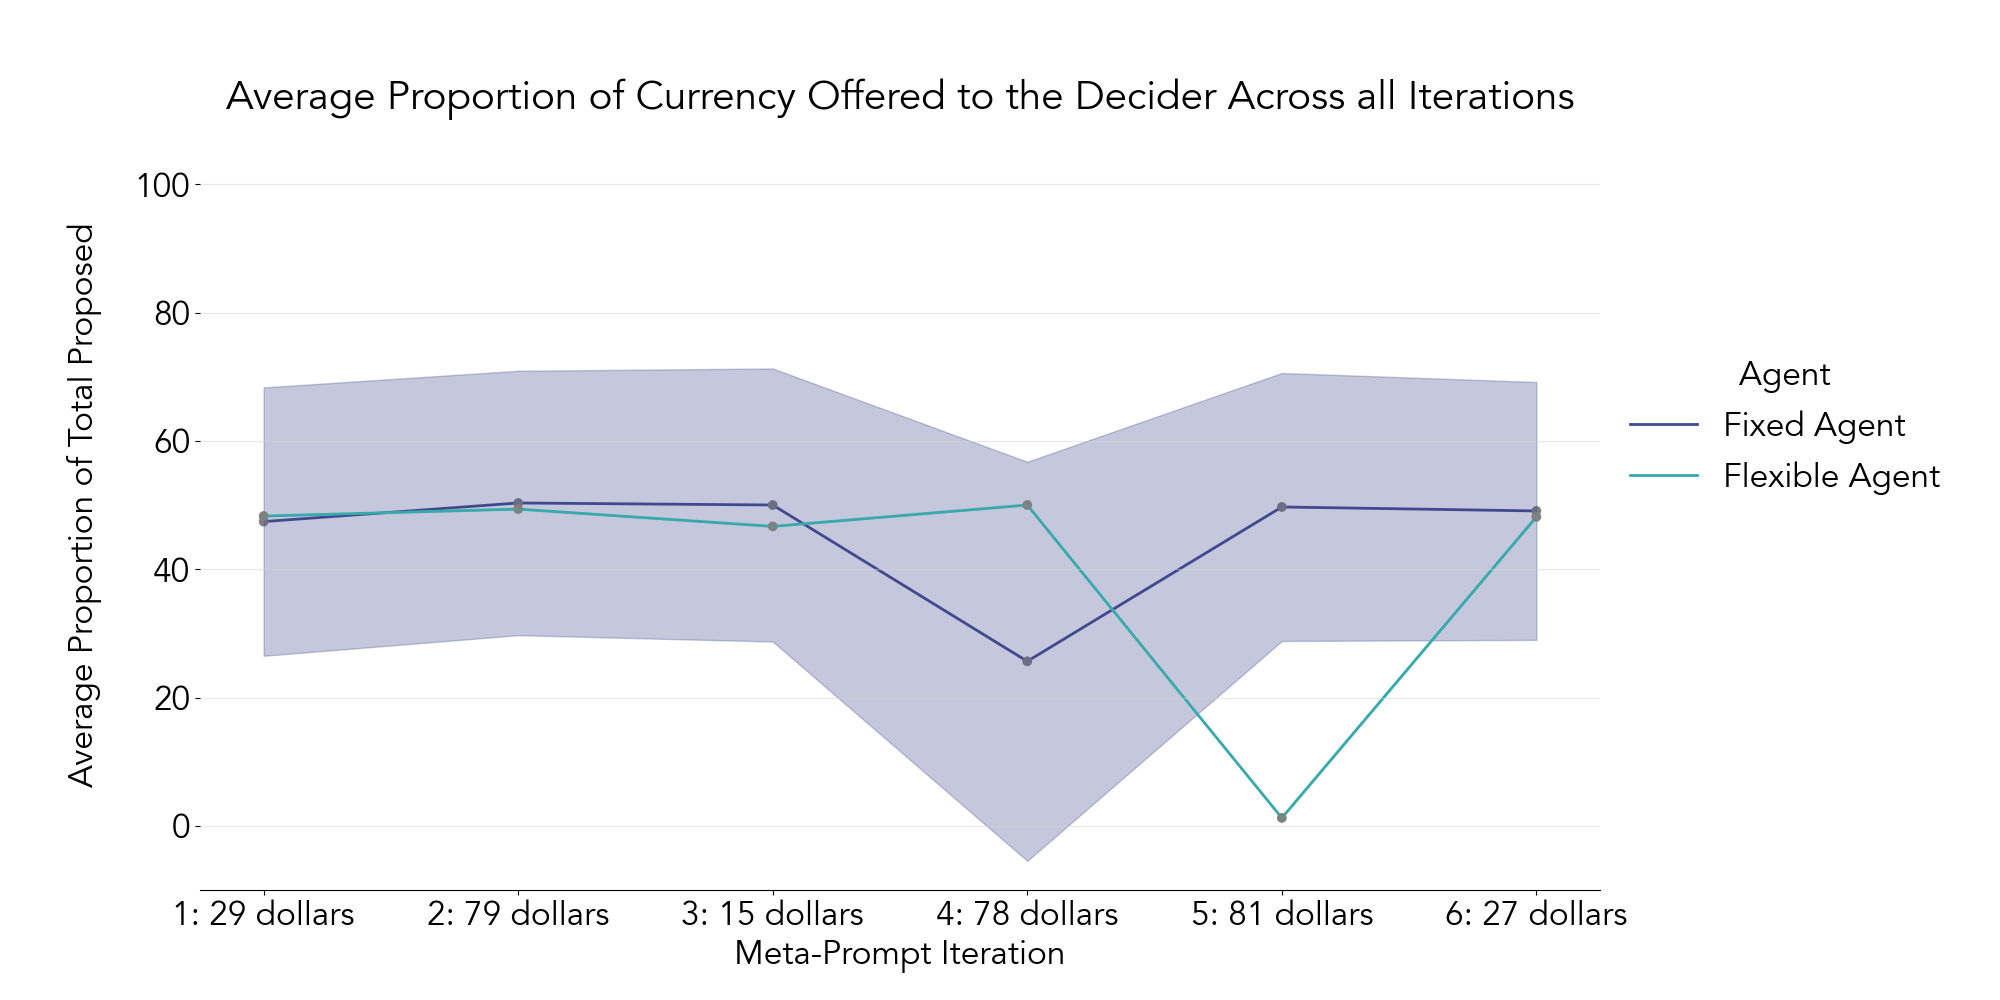 Average Proportion of Currency Offered to the Decider Across all Iterations
Average Proportion of Total Proposed
100
80
60
40
20
0
1: 29 dollars
2: 79 dollars
3: 15 dollars
4: 78 dollars
5: 81 dollars
6: 27 dollars
Meta-Prompt Iteration
Agent
Fixed Agent
Flexible Agent